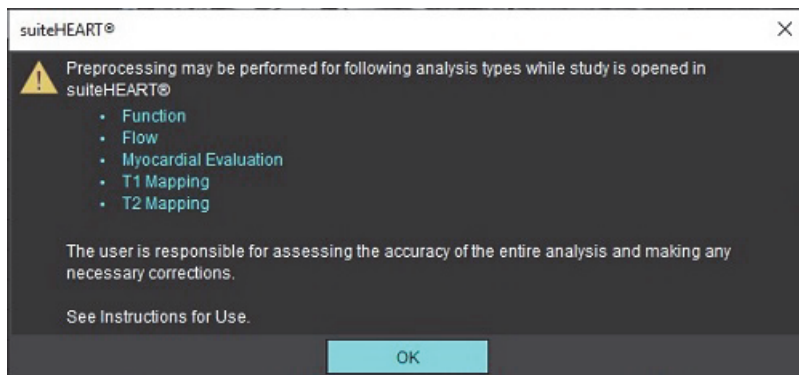 suiteHEART®
Preprocessing may be performed for following analysis types while study is opened in
suiteHEART®
• Function
• Flow
• Myocardial Evaluation
• T1 Mapping
• T2 Mapping
The user is responsible for assessing the accuracy of the entire analysis and making any
necessary corrections.
See Instructions for Use.
OK